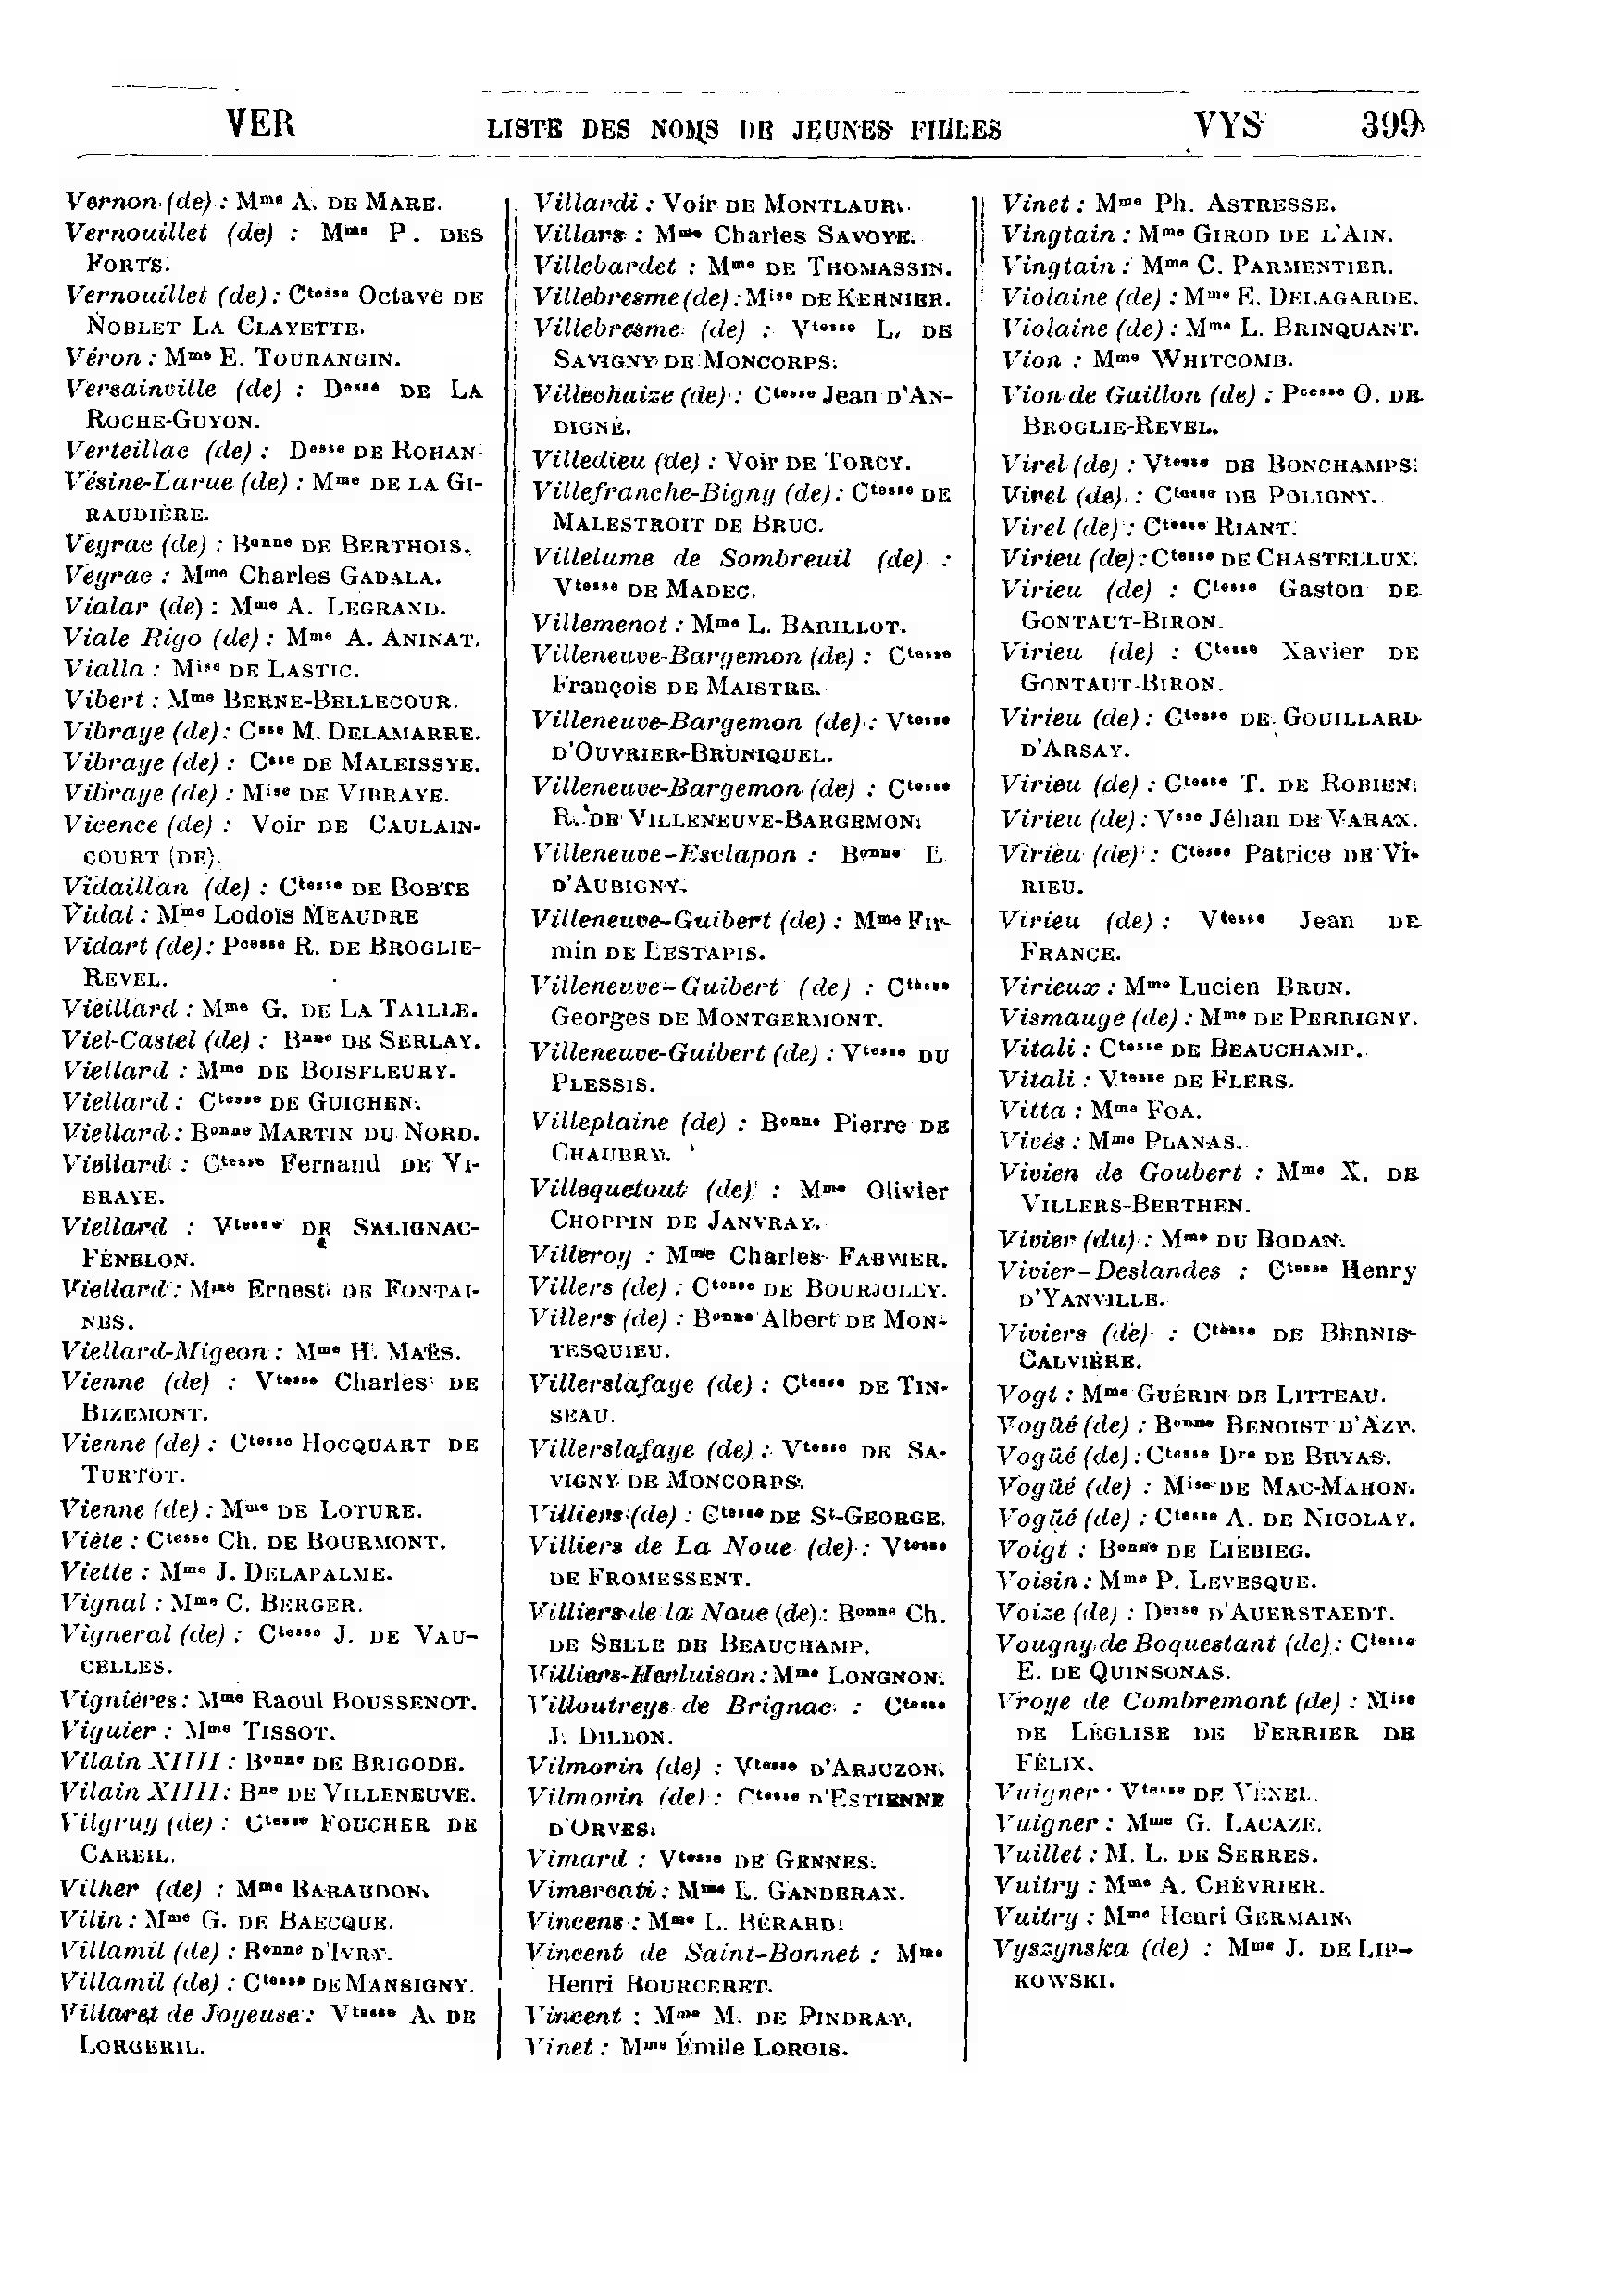 VER LISTE DES NOMS DE JEUNES FILLES VYS 399
Vernon (de) : Mme A. DE MARE.
Vernouillet (de) : Mme P. DES
FORTS.
Vernouillet (de) : Ctesse Octave DE
NOBLET LA CLAYETTE.
Véron : Mme E. TOURANGIN.
Versainville (de) : Desse DE LA
ROCHE-GUYON.
Verteillac (de) : Desse DE ROHAN
Vésine-Larue (de) : Mme DE LA GI-
RAUDIÈRE.
Veyrac (de) : Bonne DE BERTHOIS.
Veyrac : Mme Charles GADALA.
Vialar (de) : Mme A. LEGRAND.
Viale Rigo (de) : Mme A. ANINAT.
Vialla : Mise DE LASTIC.
Vibert : Mme BERNE-BELLECOUR.
Vibraye (de) : Csse M. DELAMARRE.
Vibraye (de) : Csse DE MALEISSYE.
Vibraye (de) : Mise DE VIBRAYE.
Vicence (de) : Voir DE CAULAIN-
COURT (DE).
Vidaillan (de) : Ctesse DE BOBTE
Vidal : Mme Lodoïs MEAUDRE
Vidart (de) : Pcesse R. DE BROGLIE-
REVEL.
Vieillard : Mme G. DE LA TAILLE.
Viel-Castel (de) : Bnne DE SERLAY.
Viellard : Mme DE BOISFLEURY.
Viellard : Ctesse DE GUICHEN.
Viellard : Bonne MARTIN DU NORD.
Viellard : Ctesse Fernand DE VI-
BRAYE.
Viellard : Vtesse DE SALIGNAC-
FÉNELON.
Viellard : Mme Ernest DE FONTAI-
NES.
Viellard-Migeon : Mme H. MAËS.
Vienne (de) : Vtesse Charles DE
BIZEMONT.
Vienne (de) : Ctesse HOCQUART DE
TURTOT.
Vienne (de) : Mme DE LOTURE.
Viète : Ctesse Ch. DE BOURMONT.
Viette : Mme J. DELAPALME.
Vignal : Mme C. BERGER.
Vigneral (de) : Ctesse J. DE VAU-
CELLES.
Vignières : Mme Raoul BOUSSENOT.
Viguier : Mme TISSOT.
Vilain XIIII : Bonne DE BRIGODE.
Vilain XIIII : Bne DE VILLENEUVE.
Vilgruy (de) : Ctesse FOUCHER DE
CAREIL.
Vilher (de) : Mme BARAUDON.
Vilin : Mme G. DE BAECQUE.
Villamil (de) : Bonne D'IVRY.
Villamil (de) : Ctesse DE MANSIGNY.
Villaret de Joyeuse : Vtesse A. DE
LORGERIL.
Villardi : Voir DE MONTLAUR.
Villars : Mme Charles SAVOYE.
Villebardet : Mme DE THOMASSIN.
Villebresme (de) : Mise DE KERNIER.
Villebresme (de) : Vtesse L. DE
SAVIGNY DE MONCORPS.
Villechaize (de) : Ctesse Jean D'AN-
DIGNÉ.
Villedieu (de) : Voir DE TORCY.
Villefranche-Bigny (de) : Ctesse DE
MALESTROIT DE BRUC.
Villelume de Sombreuil (de) :
Vtesse DE MADEC.
Villemenot : Mme L. BARILLOT.
Villeneuve-Bargemon (de) : Ctesse
François DE MAISTRE.
Villeneuve-Bargemon (de) : Vtesse
D'OUVRIER-BRUNIQUEL.
Villeneuve-Bargemon (de) : Ctesse
R. DE VILLENEUVE-BARGEMON.
Villeneuve-Esclapon : Bonne E
D'AUBIGNY.
Villeneuve-Guibert (de) : Mme FIR-
min DE LESTAPIS.
Villeneuve-Guibert (de) : Ctesse
Georges DE MONTGERMONT.
Villeneuve-Guibert (de) : Vtesse DU
PLESSIS.
Villeplaine (de) : Bonne Pierre DE
CHAUBRY.
Villequetout (de) : Mme Olivier
CHOPPIN DE JANVRAY.
Villeroy : Mme Charles FABVIER.
Villers (de) : Ctesse DE BOURJOLLY.
Villers (de) : Bonne Albert DE MON-
TESQUIEU.
Villerslafaye (de) : Ctesse DE TIN-
SEAU.
Villerslafaye (de) : Vtesse DE SA-
VIGNY DE MONCORPS.
Villiers (de) : Ctesse DE St-GEORGE.
Villiers de La Noue (de) : Vtesse
DE FROMESSENT.
Villiers de la Noue (de) : Bonne Ch.
DE SELLE DE BEAUCHAMP.
Villiers-Herluison : Mme LONGNON.
Villoutreys de Brignac : Ctesse
J. DILLON.
Vilmorin (de) : Vtesse D'ARJUZON.
Vilmorin (de) : Ctesse D'ESTIENNE
D'ORVES.
Vimard : Vtesse DE GENNES.
Vimercati : Mme L. GANDERAX.
Vincens : Mme L. BÉRARD.
Vincent de Saint-Bonnet : Mme
Henri BOURCERET.
Vincent : Mme M. DE PINDRAY.
Vinet : Mme Émile LOROIS.
Vinet : Mme Ph. ASTRESSE.
Vingtain : Mme GIROD DE L'AIN.
Vingtain : Mme C. PARMENTIER.
Violaine (de) : Mme E. DELAGARDE.
Violaine (de) : Mme L. BRINQUANT.
Vion : Mme WHITCOMB.
Vion de Gaillon (de) : Pcesse O. DE
BROGLIE-REVEL.
Virel (de) : Vtesse DE BONCHAMPS.
Virel (de) : Ctesse DE POLIGNY.
Virel (de) : Ctesse RIANT.
Virieu (de) : Ctesse DE CHASTELLUX.
Virieu (de) : Ctesse Gaston DE
GONTAUT-BIRON.
Virieu (de) : Ctesse Xavier DE
GONTAUT-BIRON.
Virieu (de) : Ctesse DE GOUILLARD
D'ARSAY.
Virieu (de) : Ctesse T. DE ROBIEN.
Virieu (de) : Vsse Jéhan DE VARAX.
Virieu (de) : Ctesse Patrice DE VI-
RIEU.
Virieu (de) : Vtesse Jean DE
FRANCE.
Virieux : Mme Lucien BRUN.
Vismaugé (de) : Mme DE PERRIGNY.
Vitali : Ctesse DE BEAUCHAMP.
Vitali : Vtesse DE FLERS.
Vitta : Mme FOA.
Vivés : Mme PLANAS.
Vivien de Goubert : Mme X. DE
VILLERS-BERTHEN.
Vivier (du) : Mme DU BODAN.
Vivier-Deslandes : Ctesse Henry
D'YANVILLE.
Viviers (de) : Ctesse DE BERNIS-
CALVIÈRE.
Vogt : Mme GUÉRIN DE LITTEAU.
Vogüé (de) : Bonne BENOIST D'AZY.
Vogüé (de) : Ctesse Dre DE BRYAS.
Vogüé (de) : Mise DE MAC-MAHON.
Vogüé (de) : Ctesse A. DE NICOLAY.
Voigt : Bonne DE LIEBIEG.
Voisin : Mme P. LEVESQUE.
Voize (de) : Desse D'AUERSTAEDT.
Vougny de Boquestant (de) : Ctesse
E. DE QUINSONAS.
Vroye de Combremont (de) : Mise
DE LÉGLISE DE FERRIER DE
FÉLIX.
Vuigner : Vtesse DE VÉNEL.
Vuigner : Mme G. LACAZE.
Vuillet : M. L. DE SERRES.
Vuitry : Mme A. CHÉVRIER.
Vuitry : Mme Henri GERMAIN.
Vyszynska (de) : Mme J. DE LIP-
KOWSKI.